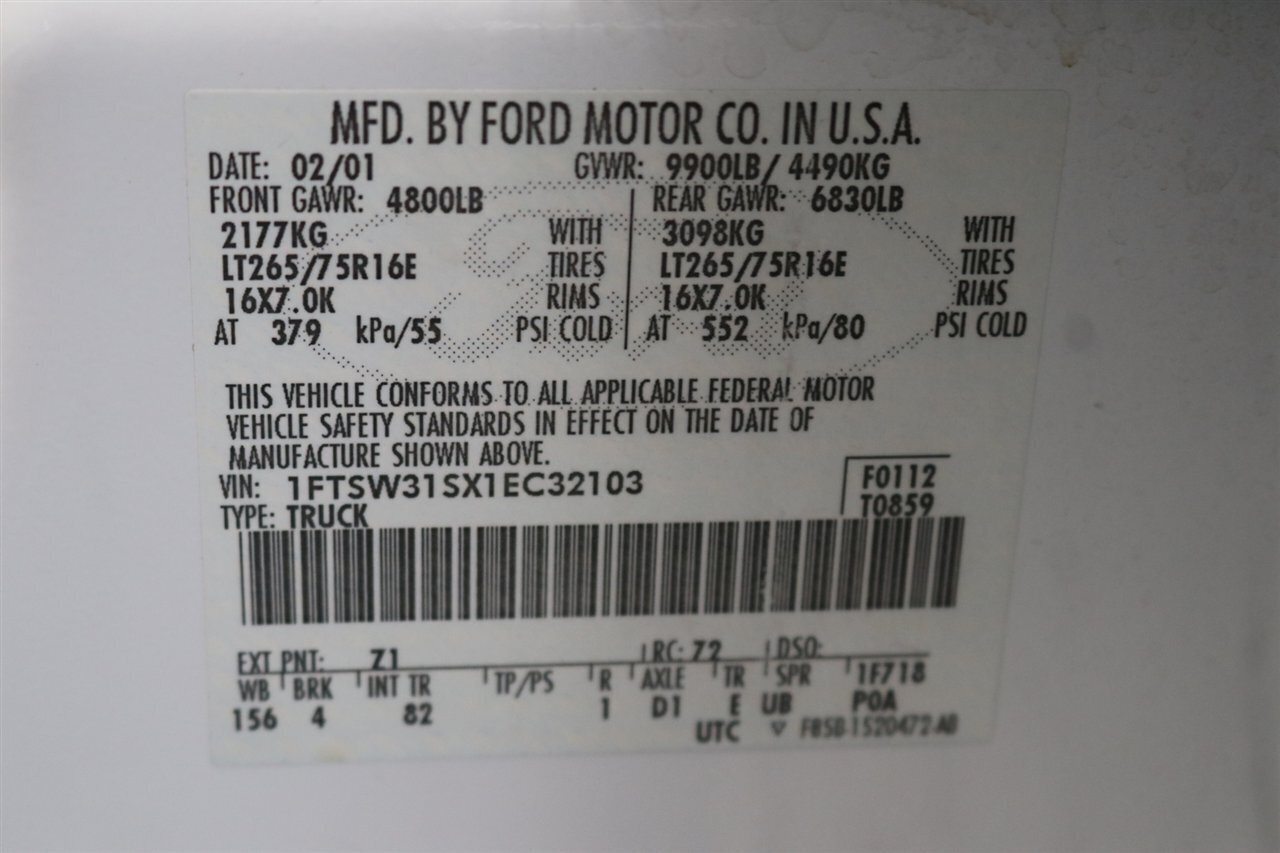 MFD. BY FORD MOTOR CO. IN U.S.A.
DATE: 02/01 GVWR: 9900LB/ 4490KG
FRONT GAWR: 4800LB REAR GAWR: 6830LB
2177KG WITH 3098KG WITH
LT265/75R16E TIRES LT265/75R16E TIRES
16X7.0K RIMS 16X7.0K RIMS
AT 379 kPa/55 PSI COLD AT 552 kPa/80 PSI COLD
THIS VEHICLE CONFORMS TO ALL APPLICABLE FEDERAL MOTOR
VEHICLE SAFETY STANDARDS IN EFFECT ON THE DATE OF
MANUFACTURE SHOWN ABOVE.
VIN: 1FTSW31SX1EC32103 F0112
TYPE: TRUCK T0859
EXT PNT: Z1 RC: 72 DSO:
WB BRK INT TR TP/PS R AXLE TR SPR 1F718
156 4 82 1 D1 E UB POA
UTC F85B-1520472-AB